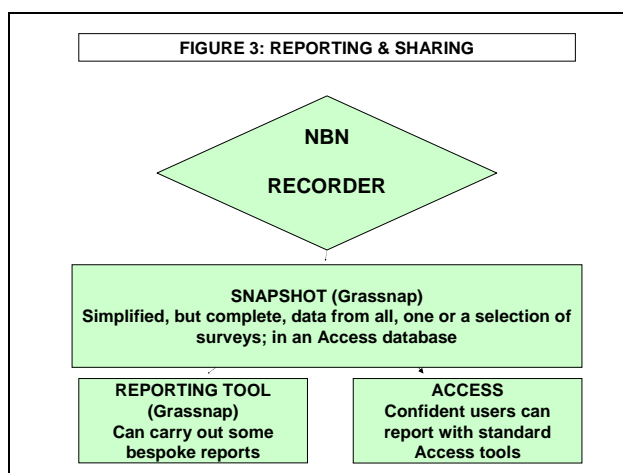 FIGURE 3: REPORTING & SHARING
NBN
RECORDER
SNAPSHOT (Grassnap)
Simplified, but complete, data from all, one or a selection of
surveys; in an Access database
REPORTING TOOL
(Grassnap)
Can carry out some
bespoke reports
ACCESS
Confident users can
report with standard
Access tools